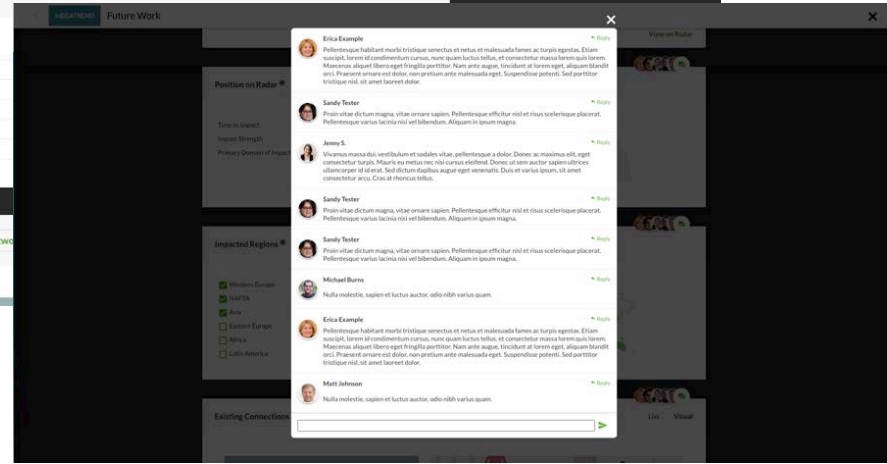 MEGATREND Future Work
View on Radar
Position on Radar
Time to Impact
Impact Strength
Primary Domain of Impact
Impacted Regions
Western Europe
NAFTA
Asia
Eastern Europe
Africa
Latin America
Existing Connections
List Visual
Erica Example Reply
Pellentesque habitant morbi tristique senectus et netus et malesuada fames ac turpis egestas. Etiam
suscipit, lorem id condimentum cursus, nunc quam luctus tellus, et consectetur massa lorem quis lorem.
Maecenas aliquet libero eget fringilla porttitor. Nam ante augue, tincidunt at lorem eget, aliquam blandit
orci. Praesent ornare est dolor, non pretium ante malesuada eget. Suspendisse potenti. Sed porttitor
tristique nisl, sit amet laoreet dolor.
Sandy Tester Reply
Proin vitae dictum magna, vitae ornare sapien. Pellentesque efficitur nisl et risus scelerisque placerat.
Pellentesque varius lacinia nisi vel bibendum. Aliquam in ipsum magna.
Jenny S. Reply
Vivamus massa dui, vestibulum et sodales vitae, pellentesque a dolor. Donec ac maximus elit, eget
consectetur turpis. Mauris eu metus nec nisi cursus eleifend. Donec ut sem auctor sapien ultrices
ullamcorper id id erat. Sed dictum dapibus augue eget venenatis. Duis et varius ipsum, sit amet
consectetur arcu. Cras at rhoncus tellus.
Sandy Tester Reply
Proin vitae dictum magna, vitae ornare sapien. Pellentesque efficitur nisl et risus scelerisque placerat.
Pellentesque varius lacinia nisi vel bibendum. Aliquam in ipsum magna.
Sandy Tester Reply
Proin vitae dictum magna, vitae ornare sapien. Pellentesque efficitur nisl et risus scelerisque placerat.
Pellentesque varius lacinia nisi vel bibendum. Aliquam in ipsum magna.
Michael Burns Reply
Nulla molestie, sapien et luctus auctor, odio nibh varius quam.
Erica Example Reply
Pellentesque habitant morbi tristique senectus et netus et malesuada fames ac turpis egestas. Etiam
suscipit, lorem id condimentum cursus, nunc quam luctus tellus, et consectetur massa lorem quis lorem.
Maecenas aliquet libero eget fringilla porttitor. Nam ante augue, tincidunt at lorem eget, aliquam blandit
orci. Praesent ornare est dolor, non pretium ante malesuada eget. Suspendisse potenti. Sed porttitor
tristique nisl, sit amet laoreet dolor.
Matt Johnson Reply
Nulla molestie, sapien et luctus auctor, odio nibh varius quam.